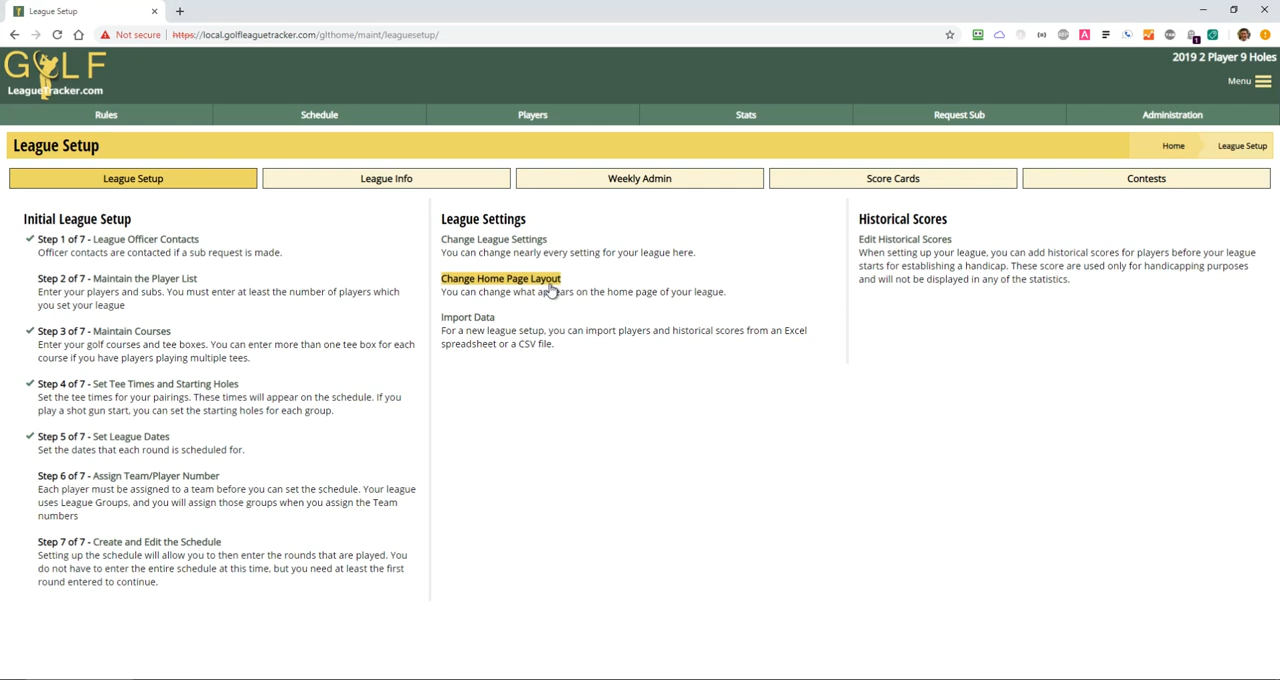 League Setup
Not secure
https://local.golfleaguetracker.com/glthome/maint/leaguesetup/
GOLF
LeagueTracker.com
2019 2 Player 9 Holes
Menu
Rules
Schedule
Players
Stats
Request Sub
Administration
League Setup
Home
League Setup
League Setup
League Info
Weekly Admin
Score Cards
Contests
Initial League Setup
Step 1 of 7 - League Officer Contacts
Officer contacts are contacted if a sub request is made.
Step 2 of 7 - Maintain the Player List
Enter your players and subs. You must enter at least the number of players which
you set your league
Step 3 of 7 - Maintain Courses
Enter your golf courses and tee boxes. You can enter more than one tee box for each
course if you have players playing multiple tees.
Step 4 of 7 - Set Tee Times and Starting Holes
Set the tee times for your pairings. These times will appear on the schedule. If you
play a shot gun start, you can set the starting holes for each group.
Step 5 of 7 - Set League Dates
Set the dates that each round is scheduled for.
Step 6 of 7 - Assign Team/Player Number
Each player must be assigned to a team before you can set the schedule. Your league
uses League Groups, and you will assign those groups when you assign the Team
numbers
Step 7 of 7 - Create and Edit the Schedule
Setting up the schedule will allow you to then enter the rounds that are played. You
do not have to enter the entire schedule at this time, but you need at least the first
round entered to continue.
League Settings
Change League Settings
You can change nearly every setting for your league here.
Change Home Page Layout
You can change what appears on the home page of your league.
Import Data
For a new league setup, you can import players and historical scores from an Excel
spreadsheet or a CSV file.
Historical Scores
Edit Historical Scores
When setting up your league, you can add historical scores for players before your league
starts for establishing a handicap. These score are used only for handicapping purposes
and will not be displayed in any of the statistics.